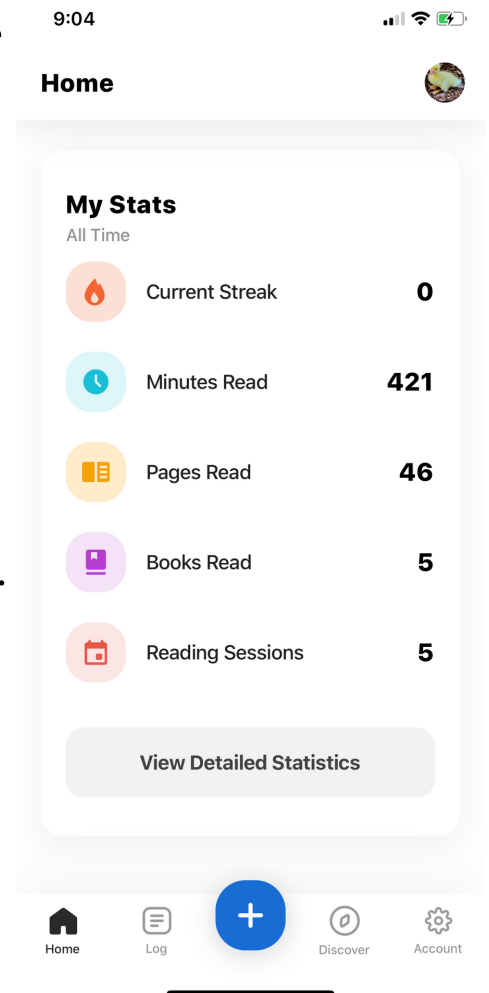 9:04
Home
My Stats
All Time
Current Streak 0
Minutes Read 421
Pages Read 46
Books Read 5
Reading Sessions 5
View Detailed Statistics
Home Log Discover Account